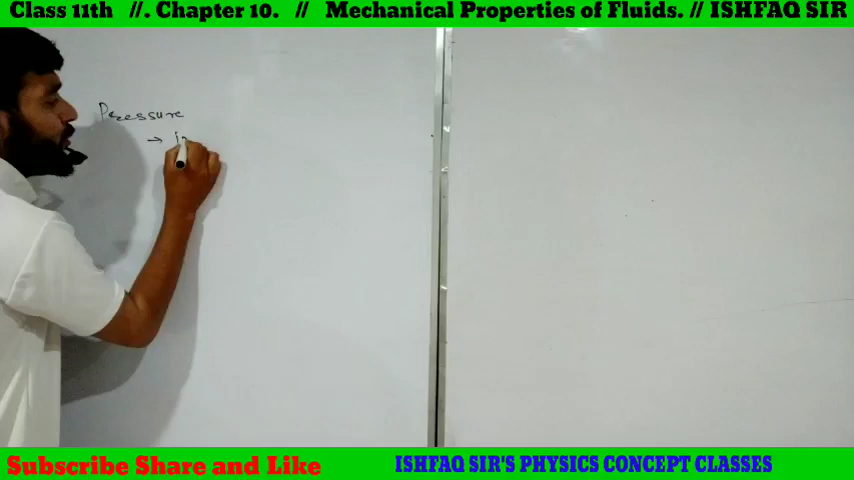 Class 11th //. Chapter 10. // Mechanical Properties of Fluids. // ISHFAQ SIR
Pressure
→
Subscribe Share and Like
ISHFAQ SIR'S PHYSICS CONCEPT CLASSES